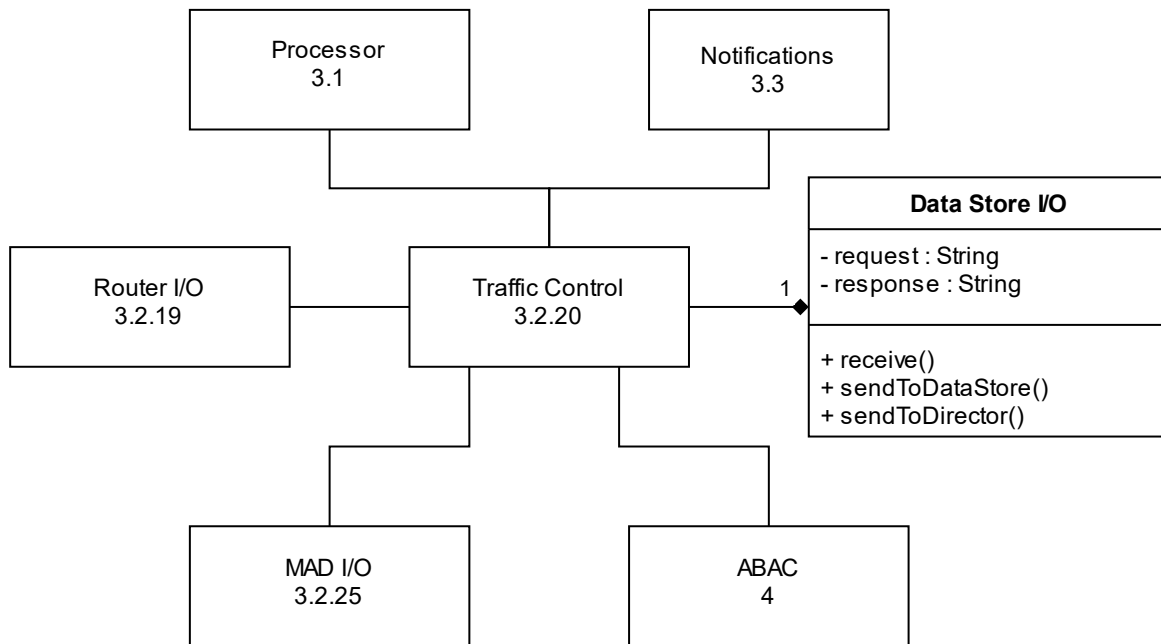 Processor
3.1
Notifications
3.3
Data Store I/O
- request : String
- response : String
+ receive()
+ sendToDataStore()
+ sendToDirector()
Router I/O
3.2.19
Traffic Control
3.2.20
1
MAD I/O
3.2.25
ABAC
4